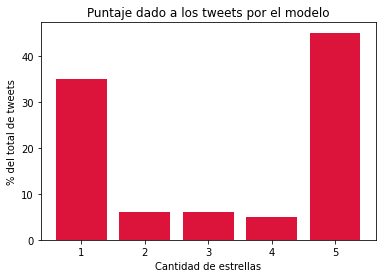 Puntaje dado a los tweets por el modelo
% del total de tweets
40
30
20
10
0
1 2 3 4 5
Cantidad de estrellas